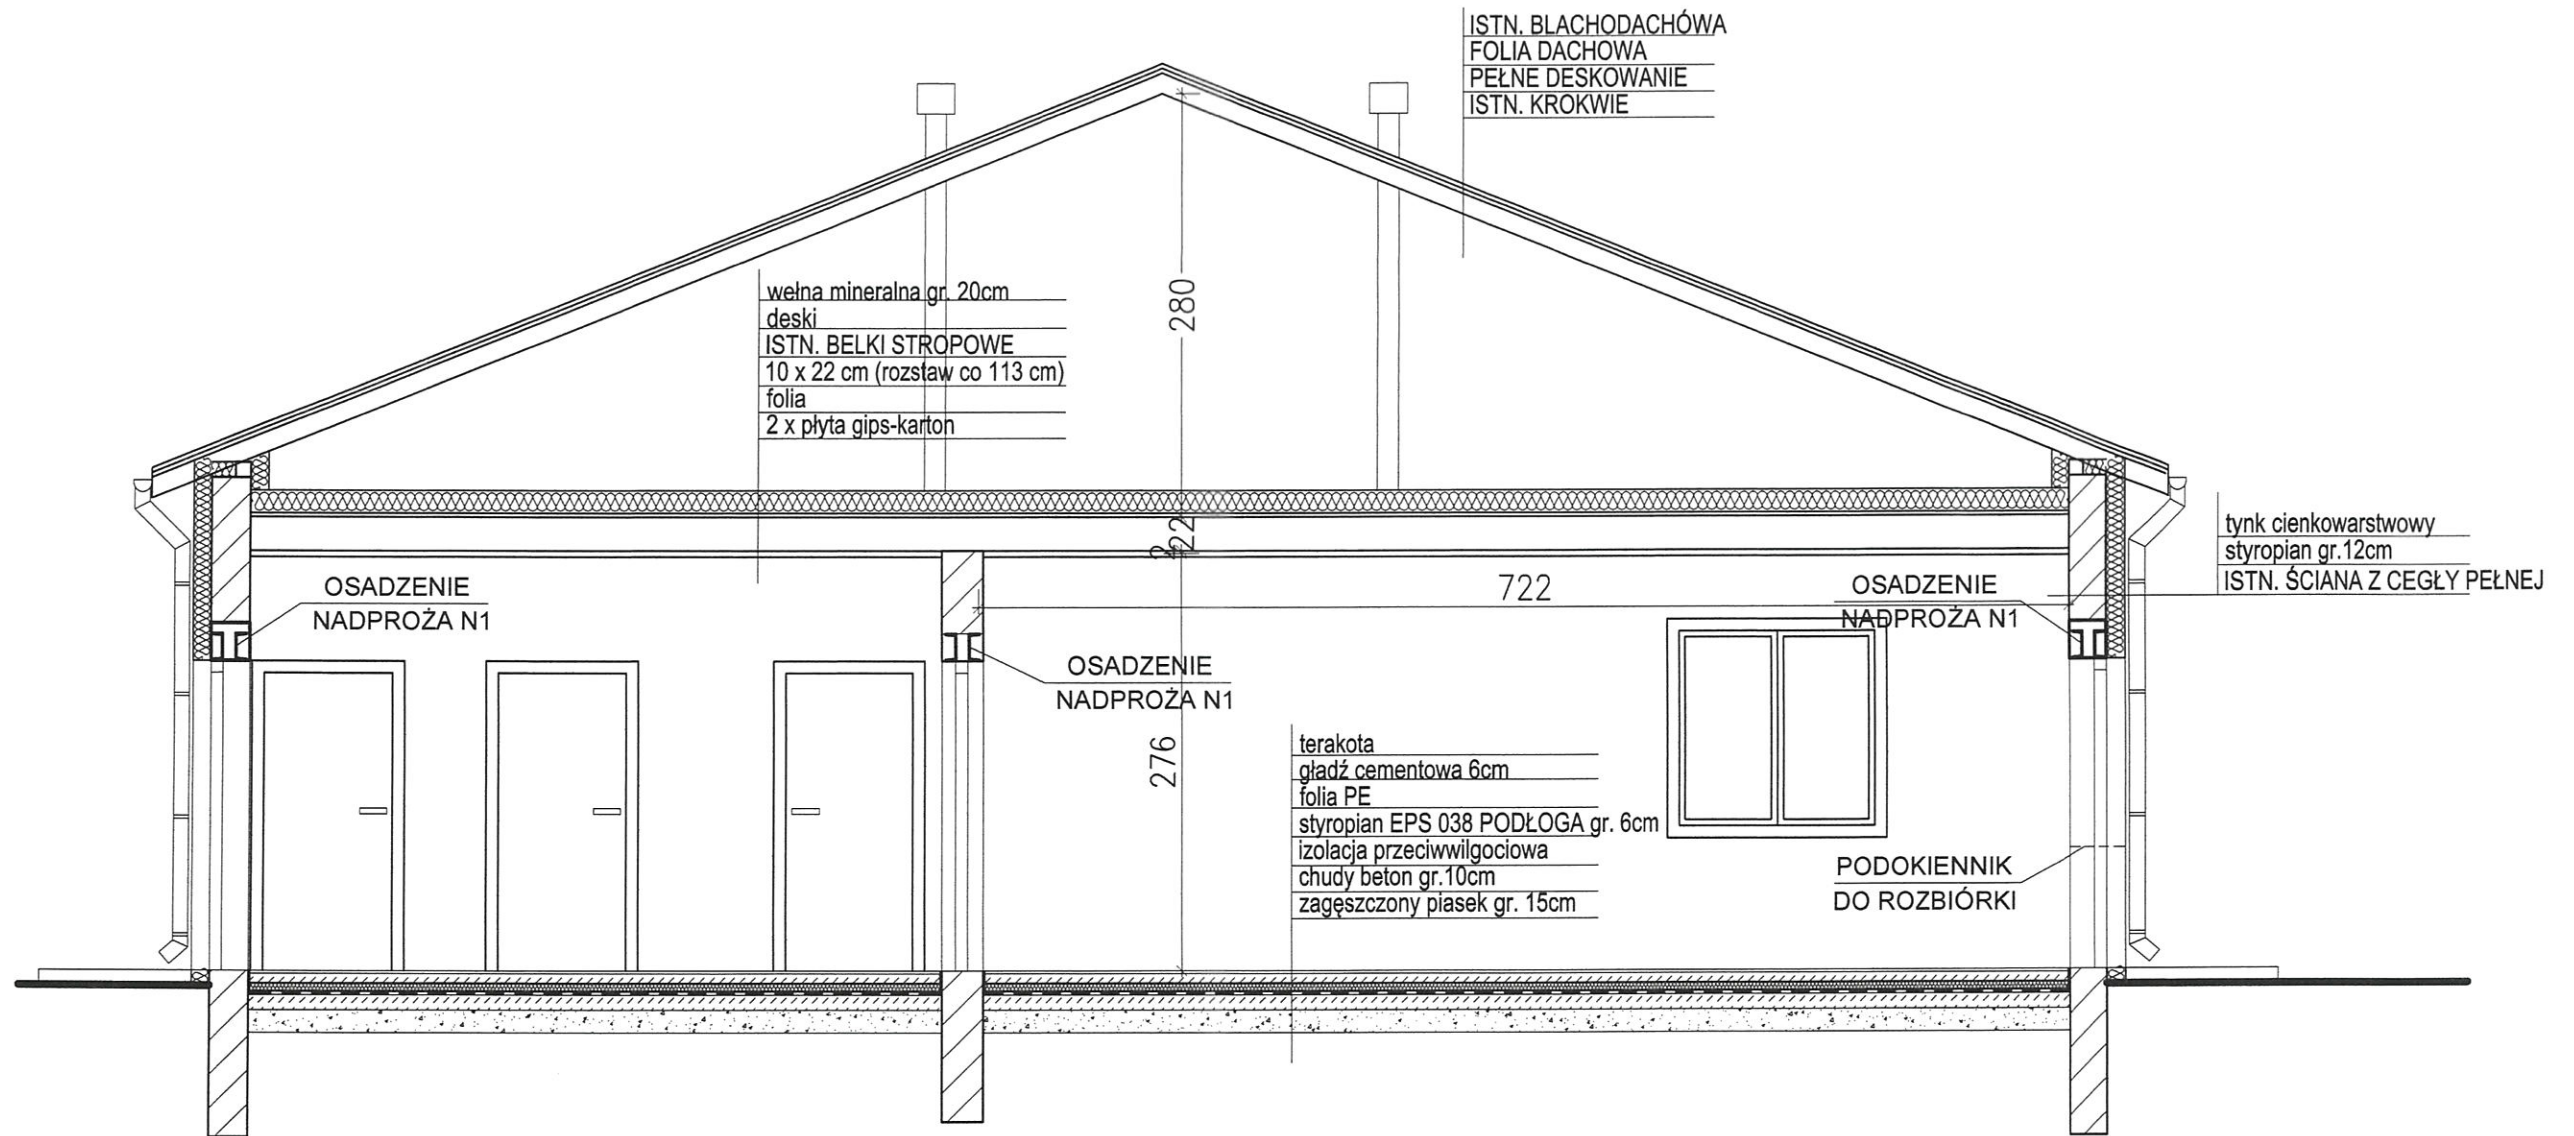 ISTN. BLACHODACHÓWA
FOLIA DACHOWA
PEŁNE DESKOWANIE
ISTN. KROKWIE
280
wełna mineralna gr. 20cm
deski
ISTN. BELKI STROPOWE
10 x 22 cm (rozstaw co 113 cm)
folia
2 x płyta gips-karton
22
2
tynk cienkowarstwowy
styropian gr.12cm
ISTN. ŚCIANA Z CEGŁY PEŁNEJ
OSADZENIE
NADPROŻA N1
722
OSADZENIE
NADPROŻA N1
OSADZENIE
NADPROŻA N1
276
terakota
gładź cementowa 6cm
folia PE
styropian EPS 038 PODŁOGA gr. 6cm
izolacja przeciwwilgociowa
chudy beton gr.10cm
zagęszczony piasek gr. 15cm
PODOKIENNIK
DO ROZBIÓRKI